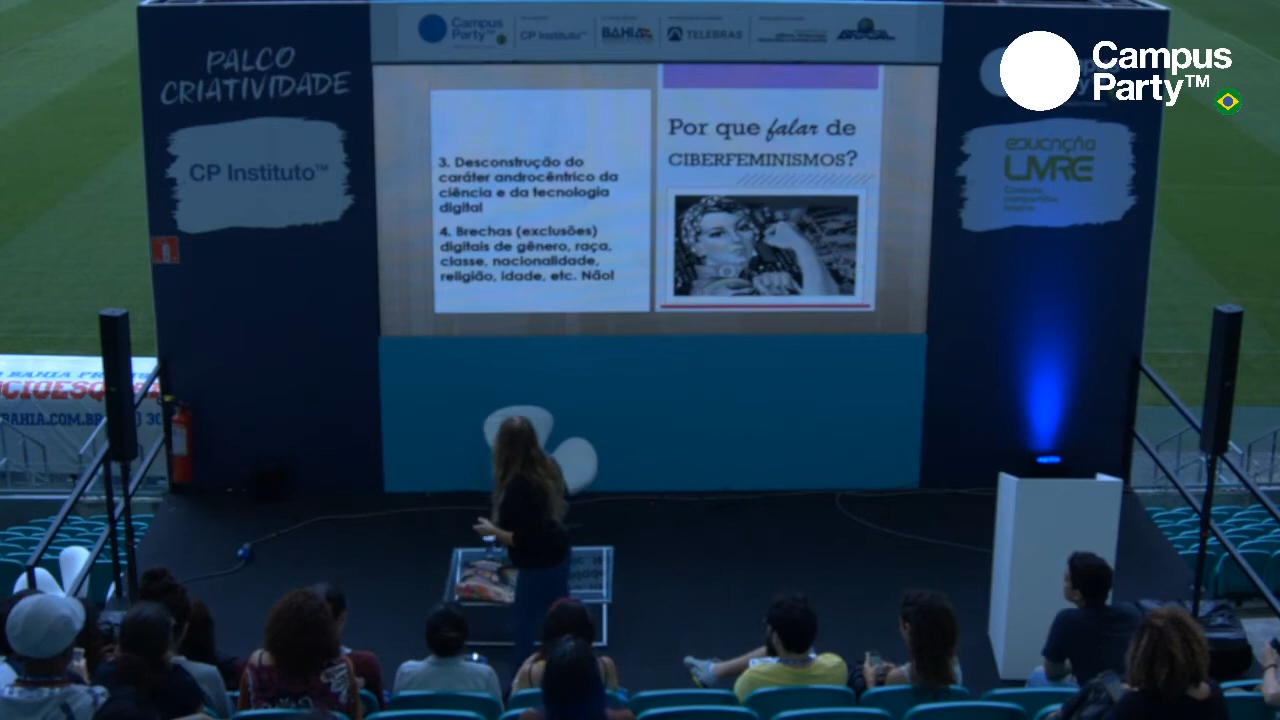 PALCO
CRIATIVIDADE
CP Instituto™
Campus
Party™
CP Instituto™
BAHIA
TELEBRAS
3. Desconstrução do
caráter androcêntrico da
ciência e da tecnologia
digital
4. Brechas (exclusões)
digitais de gênero, raça,
classe, nacionalidade,
religião, idade, etc. Não!
Por que falar de
CIBERFEMINISMOS?
Campus
Party™
EDUCAÇÃO
LIVRE
BAHIA.COM.BR